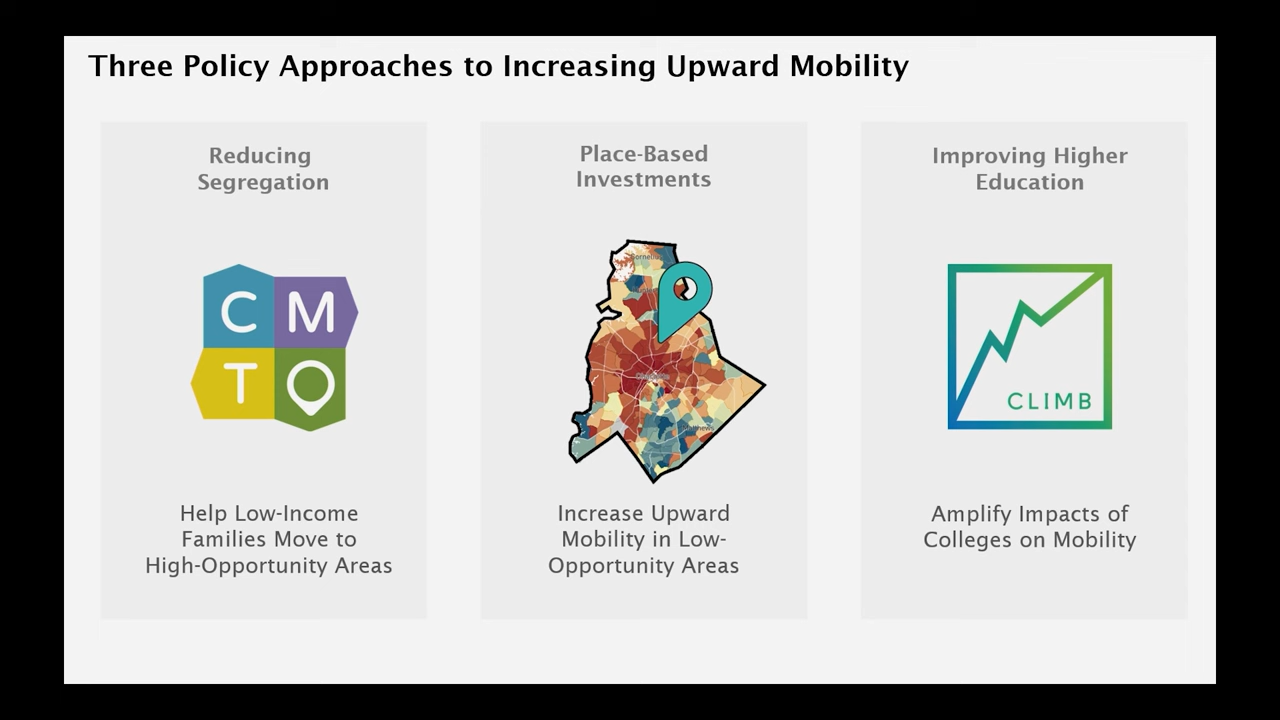 Three Policy Approaches to Increasing Upward Mobility
Reducing
Segregation
C M
T O
Help Low-Income
Families Move to
High-Opportunity Areas
Place-Based
Investments
Increase Upward
Mobility in Low-
Opportunity Areas
Improving Higher
Education
CLIMB
Amplify Impacts of
Colleges on Mobility